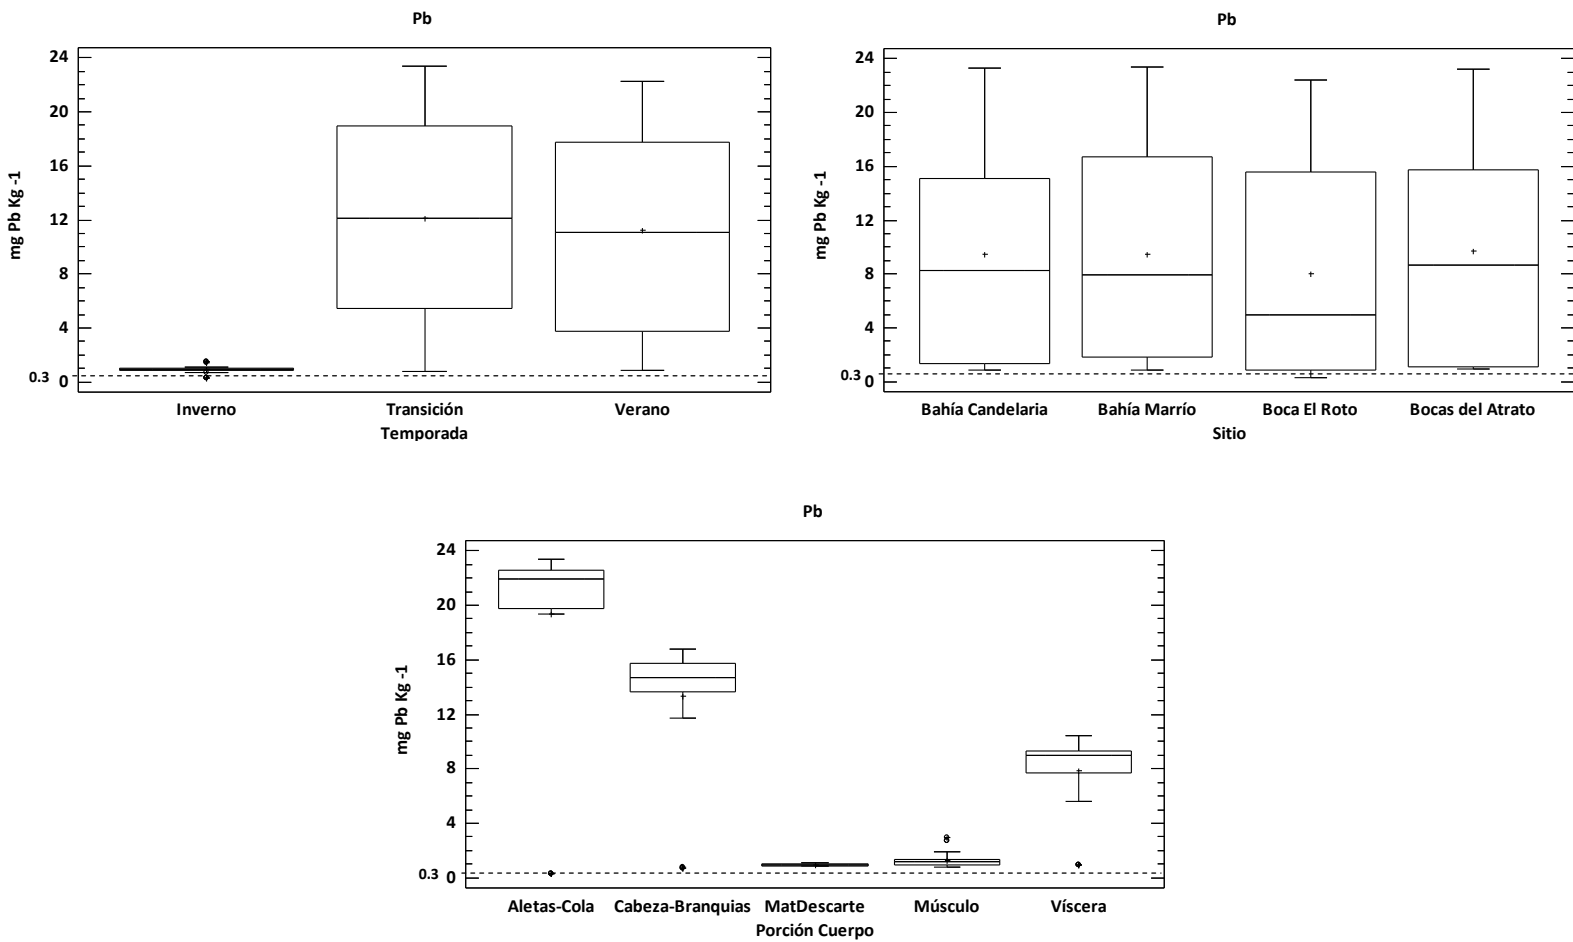 Pb
24
20
16
12
8
4
0.3
0
mg Pb Kg -1
Inverno Transición Verano
Temporada
Pb
24
20
16
12
8
4
0.3
0
mg Pb Kg -1
Bahía Candelaria Bahía Marrío Boca El Roto Bocas del Atrato
Sitio
Pb
24
20
16
12
8
4
0.3
0
mg Pb Kg -1
Aletas-Cola Cabeza-Branquias MatDescarte Músculo Víscera
Porción Cuerpo